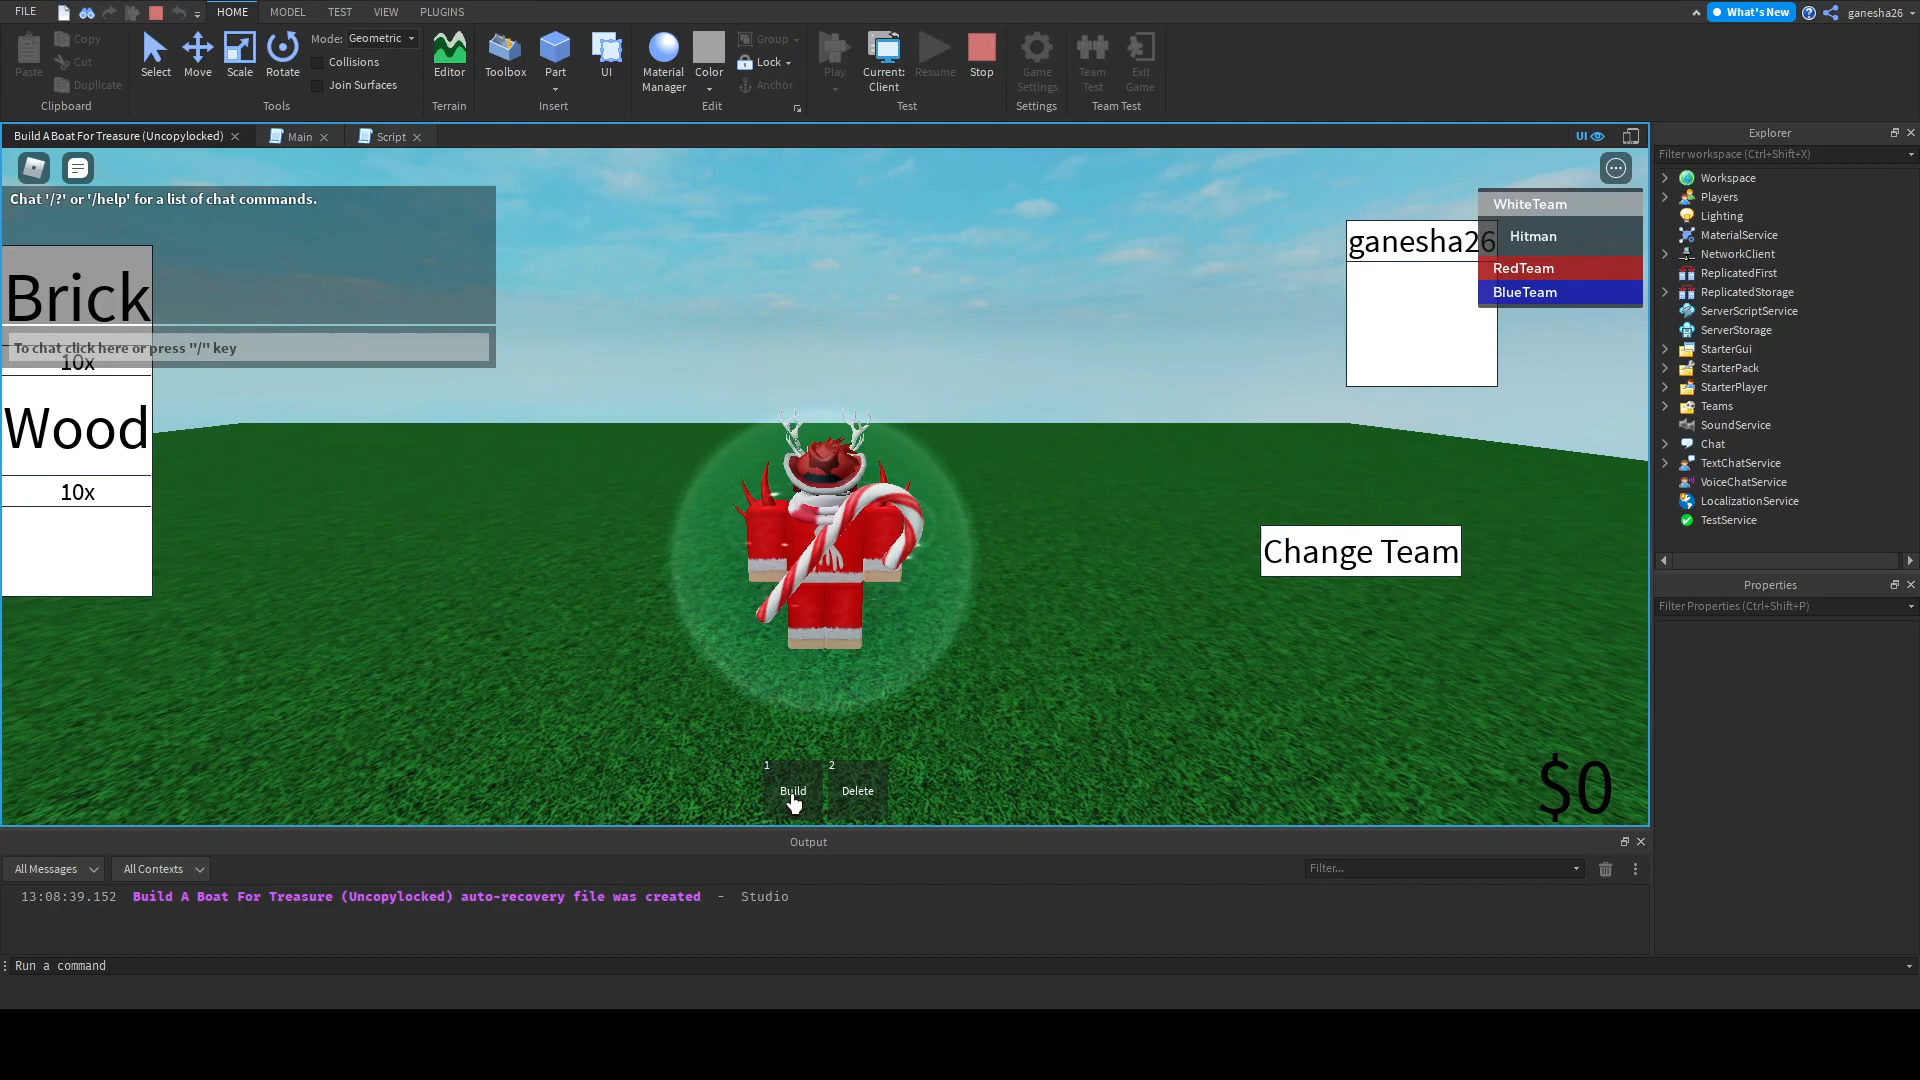 FILE
HOME
MODEL
TEST
VIEW
PLUGINS
What's New
ganesha26
Paste
Copy
Cut
Duplicate
Clipboard
Select
Move
Scale
Rotate
Mode: Geometric
Collisions
Join Surfaces
Tools
Editor
Terrain
Toolbox
Part
UI
Insert
Material Manager
Color
Group
Lock
Anchor
Edit
Play
Current: Client
Resume
Stop
Test
Game Settings
Settings
Team Test
Exit Game
Team Test
Build A Boat For Treasure (Uncopylocked)
Main
Script
UI
Chat '/?' or '/help' for a list of chat commands.
Brick
To chat click here or press "/" key
10x
Wood
10x
ganesha26
WhiteTeam
Hitman
RedTeam
BlueTeam
Change Team
1
Build
2
Delete
$0
Explorer
Filter workspace (Ctrl+Shift+X)
Workspace
Players
Lighting
MaterialService
NetworkClient
ReplicatedFirst
ReplicatedStorage
ServerScriptService
ServerStorage
StarterGui
StarterPack
StarterPlayer
Teams
SoundService
Chat
TextChatService
VoiceChatService
LocalizationService
TestService
Properties
Filter Properties (Ctrl+Shift+P)
Output
All Messages
All Contexts
Filter...
13:08:39.152 Build A Boat For Treasure (Uncopylocked) auto-recovery file was created - Studio
Run a command